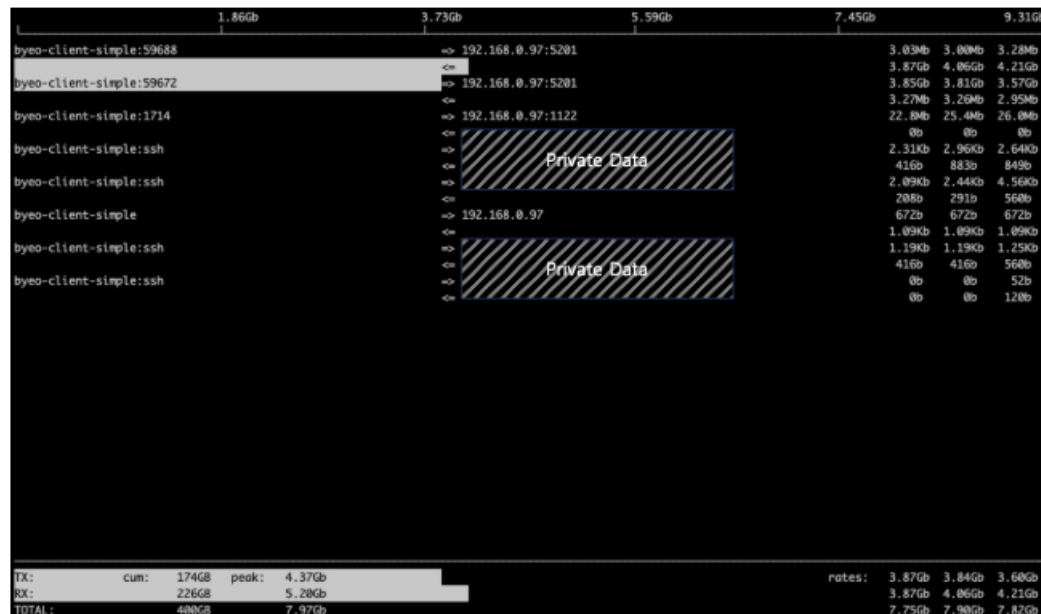 1.86Gb 3.73Gb 5.59Gb 7.45Gb 9.31Gb
byeo-client-simple:59688 => 192.168.0.97:5201 3.03Mb 3.00Mb 3.28Mb
<= 3.87Gb 4.06Gb 4.21Gb
byeo-client-simple:59672 => 192.168.0.97:5201 3.85Gb 3.81Gb 3.57Gb
<= 3.27Mb 3.26Mb 2.95Mb
byeo-client-simple:1714 => 192.168.0.97:1122 22.8Mb 25.4Mb 26.0Mb
<= 0b 0b 0b
byeo-client-simple:ssh => Private Data 2.31Kb 2.96Kb 2.64Kb
<= 416b 883b 849b
byeo-client-simple:ssh => 2.09Kb 2.44Kb 4.56Kb
<= 208b 291b 560b
byeo-client-simple => 192.168.0.97 672b 672b 672b
<= 1.09Kb 1.09Kb 1.09Kb
byeo-client-simple:ssh => Private Data 1.19Kb 1.19Kb 1.25Kb
<= 416b 416b 560b
byeo-client-simple:ssh => 0b 0b 52b
<= 0b 0b 120b
TX: cum: 174GB peak: 4.37Gb rates: 3.87Gb 3.84Gb 3.60Gb
RX: 226GB 5.20Gb 3.87Gb 4.06Gb 4.21Gb
TOTAL: 400GB 7.97Gb 7.75Gb 7.90Gb 7.82Gb